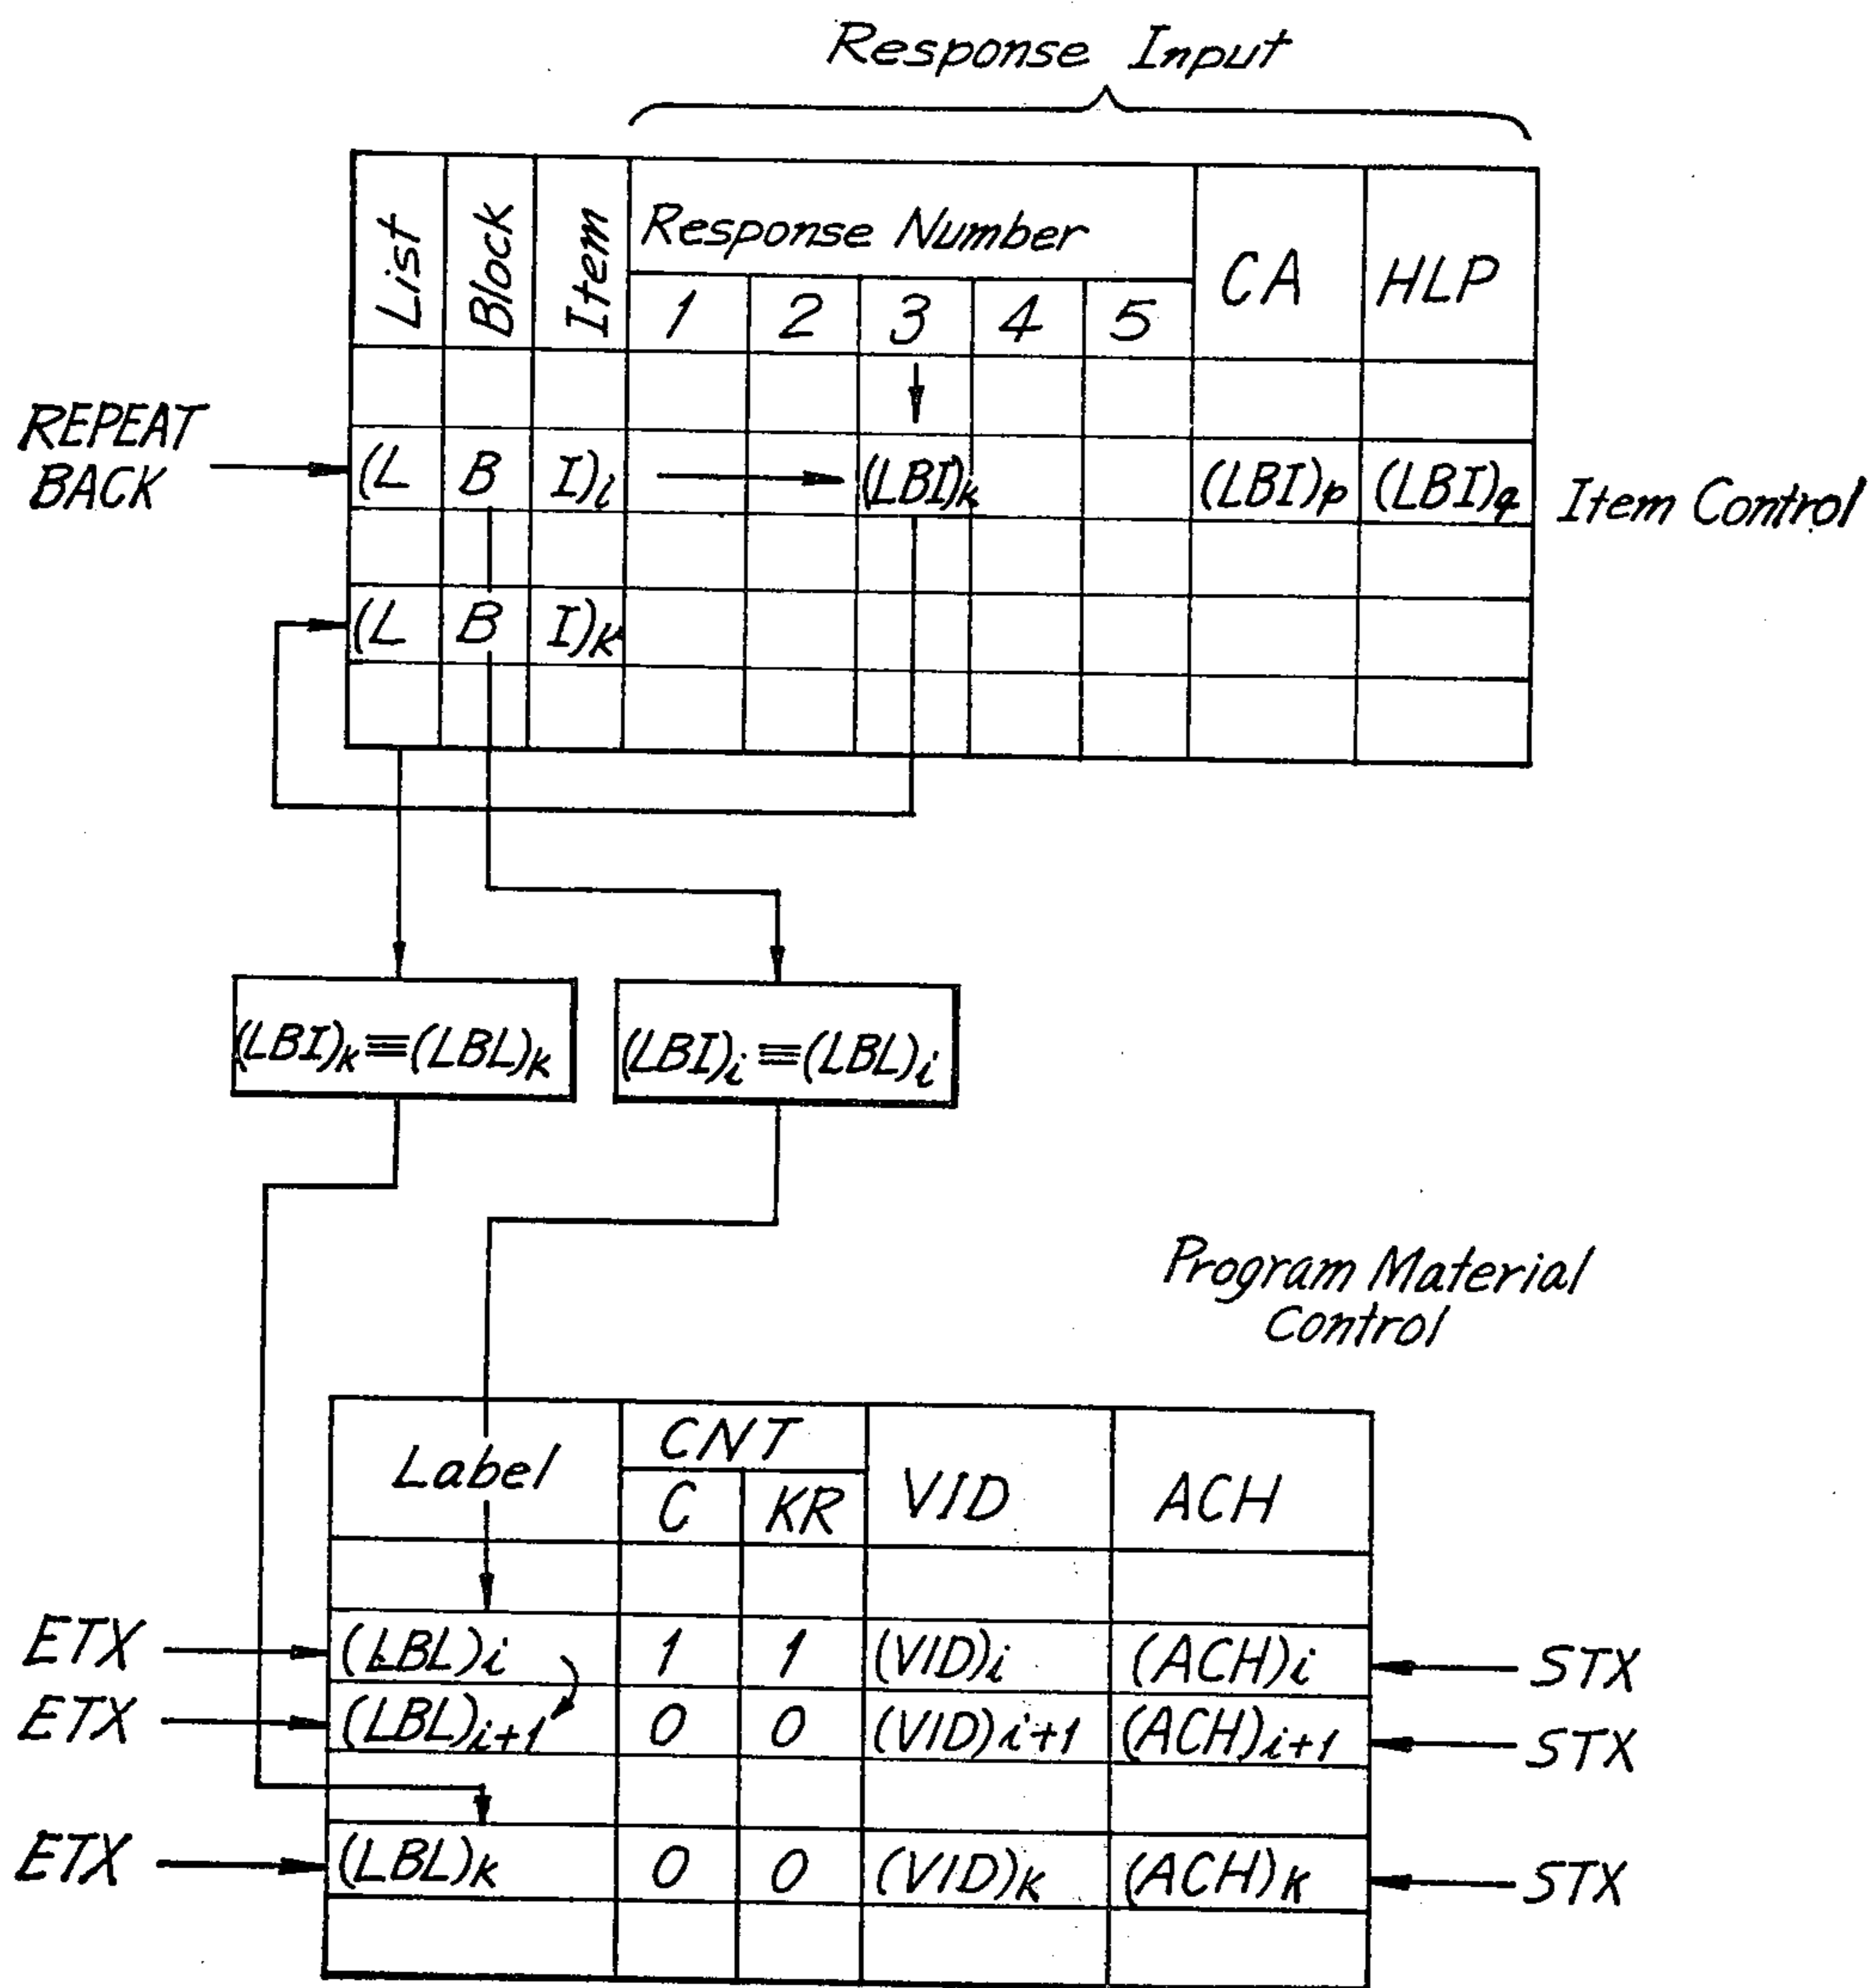 Response Input
List Block Item Response Number CA HLP
1 2 3 4 5
REPEAT
BACK
(L B I)i (LBI)k (LBI)p (LBI)q
Item Control
(L B I)k
(LBI)k≡(LBL)k (LBI)i≡(LBL)i
Program Material
Control
Label CNT VID ACH
C KR
ETX (LBL)i 1 1 (VID)i (ACH)i STX
ETX (LBL)i+1 0 0 (VID)i+1 (ACH)i+1 STX
ETX (LBL)k 0 0 (VID)k (ACH)k STX